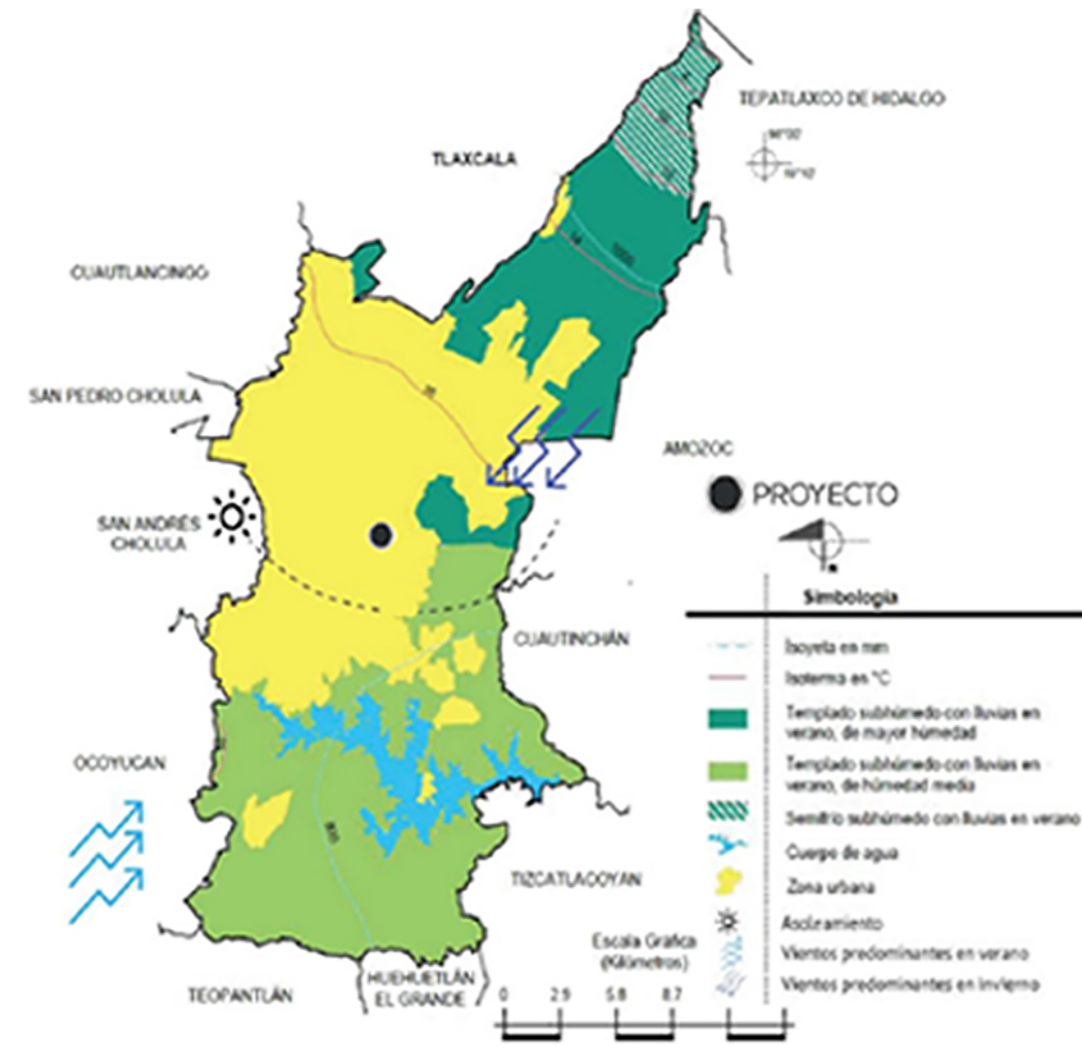 TEPATLAXCO DE HIDALGO
TLAXCALA
CUAUTLANCINGO
SAN PEDRO CHOLULA
SAN ANDRÉS
CHOLULA
AMOZOC
PROYECTO
CUAUTINCHÁN
OCOYUCAN
TIZCATLACOYAN
TEOPANTLÁN
HUEHUETLÁN
EL GRANDE
1000
800
Simbología
Isoyeta en mm
Isoterma en °C
Templado subhúmedo con lluvias en
verano, de mayor húmedad
Templado subhúmedo con lluvias en
verano, de húmedad media
Semifrío subhúmedo con lluvias en verano
Cuerpo de agua
Zona urbana
Asoleamiento
Vientos predominantes en verano
Vientos predominantes en invierno
Escala Gráfica
(Kilómetros)
0 2.9 5.8 8.7